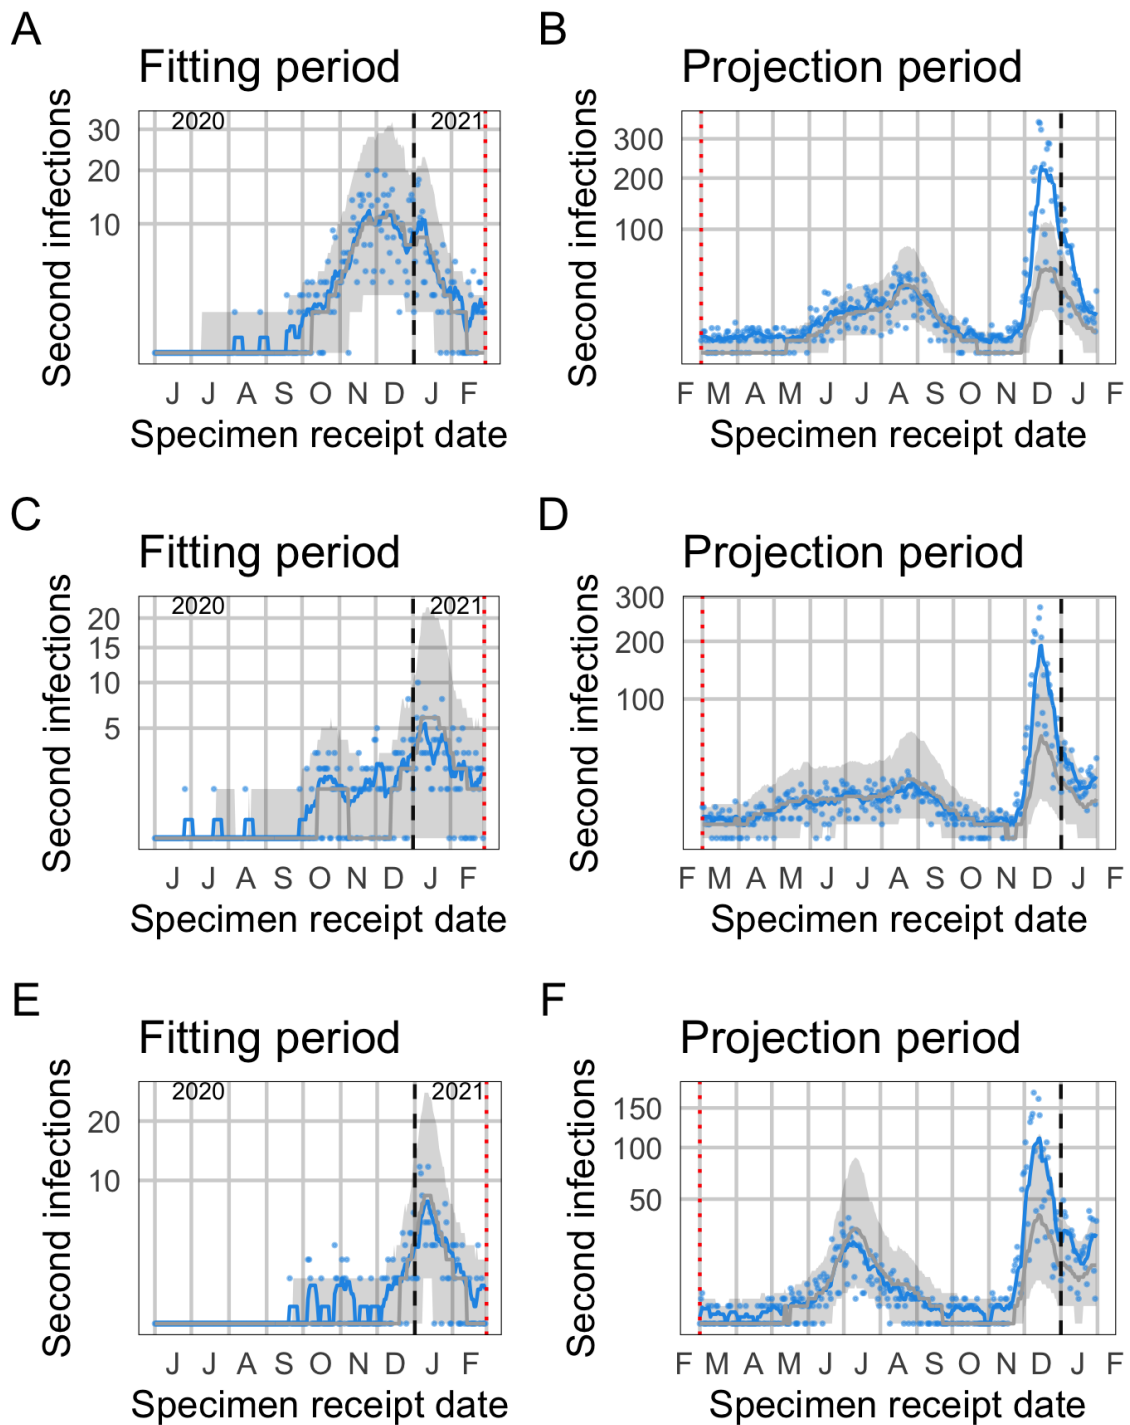 A
Fitting period
Second infections
30
20
10
2020
2021
J J A S O N D J F
Specimen receipt date
B
Projection period
Second infections
300
200
100
F M A M J J A S O N D J F
Specimen receipt date
C
Fitting period
Second infections
20
15
10
5
2020
2021
J J A S O N D J F
Specimen receipt date
D
Projection period
Second infections
300
200
100
F M A M J J A S O N D J F
Specimen receipt date
E
Fitting period
Second infections
20
10
2020
2021
J J A S O N D J F
Specimen receipt date
F
Projection period
Second infections
150
100
50
F M A M J J A S O N D J F
Specimen receipt date